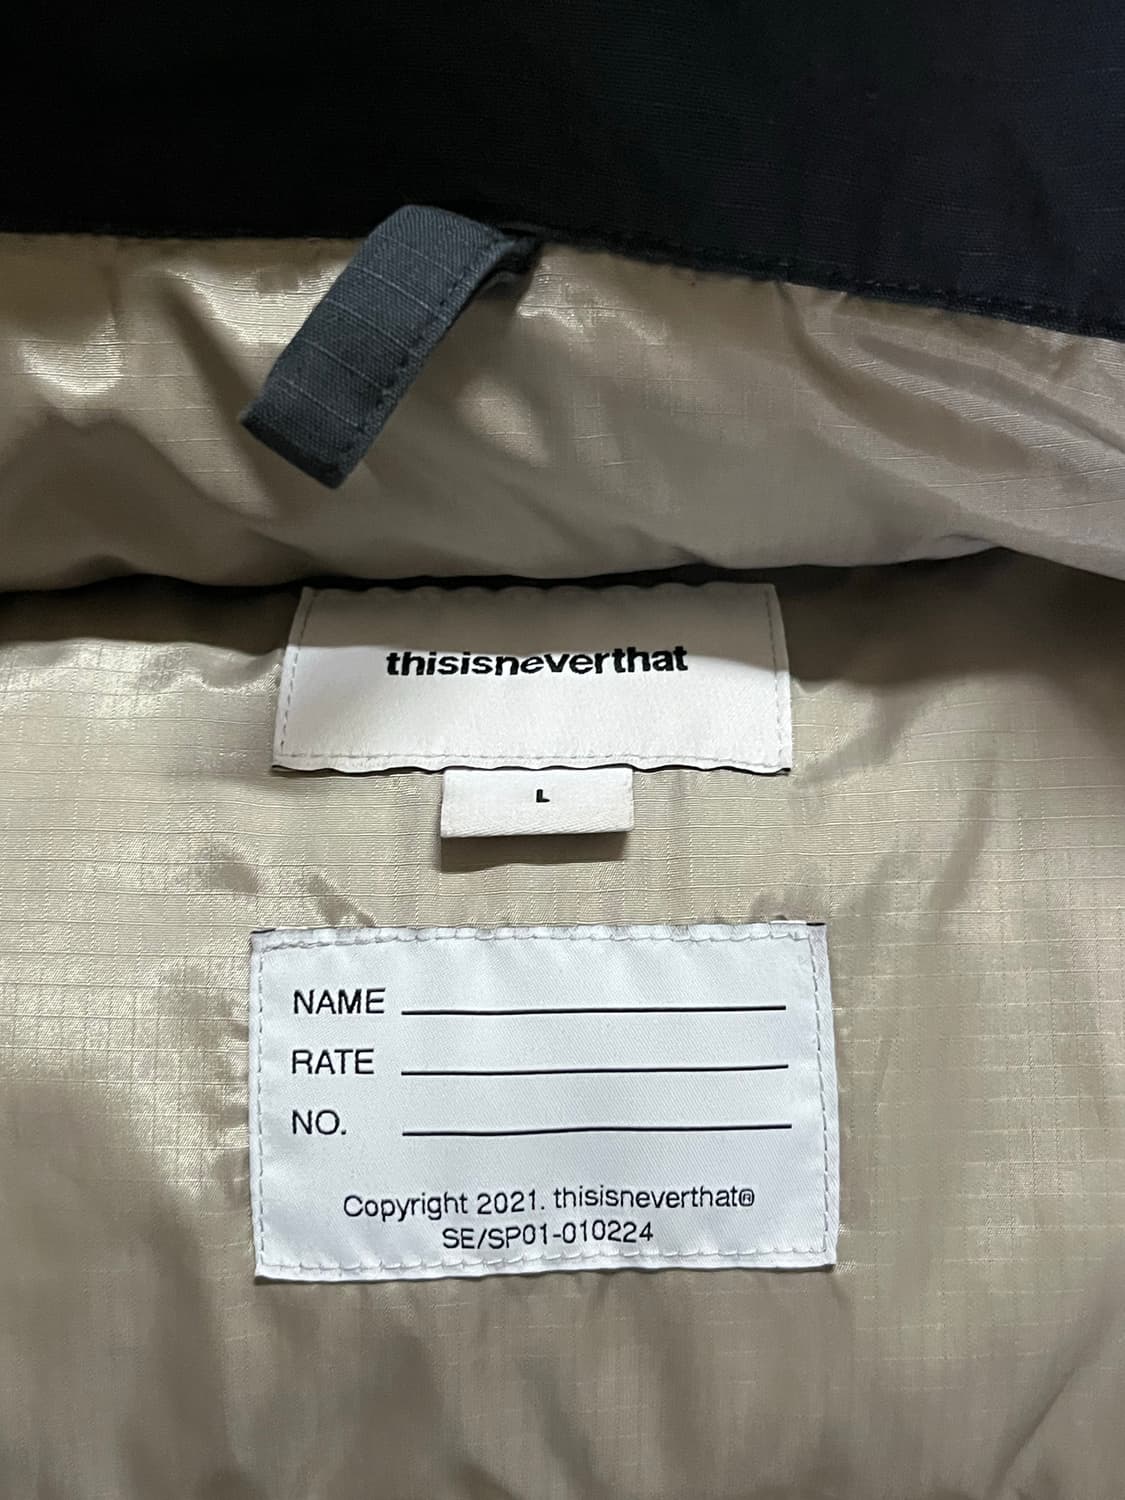 thisisneverthat
L
NAME
RATE
NO.
Copyright 2021. thisisneverthat®
SE/SP01-010224